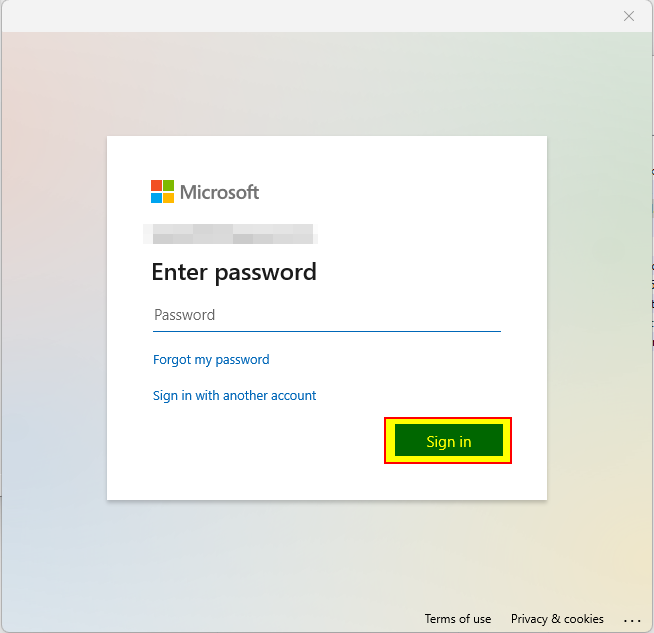 Microsoft
Enter password
Password
Forgot my password
Sign in with another account
Sign in
Terms of use
Privacy & cookies
...